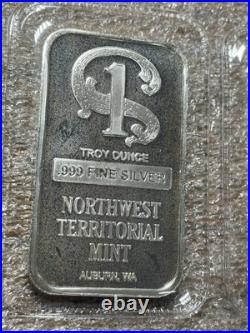 1
TROY OUNCE
.999 FINE SILVER
NORTHWEST
TERRITORIAL
MINT
AUBURN, WA